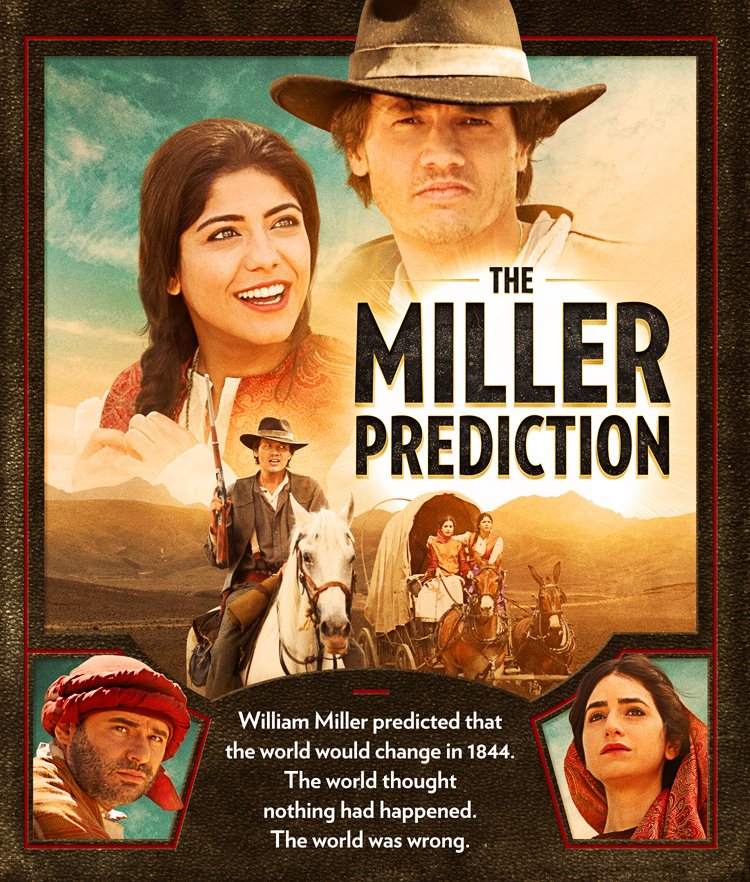 THE
MILLER
PREDICTION
William Miller predicted that
the world would change in 1844.
The world thought
nothing had happened.
The world was wrong.